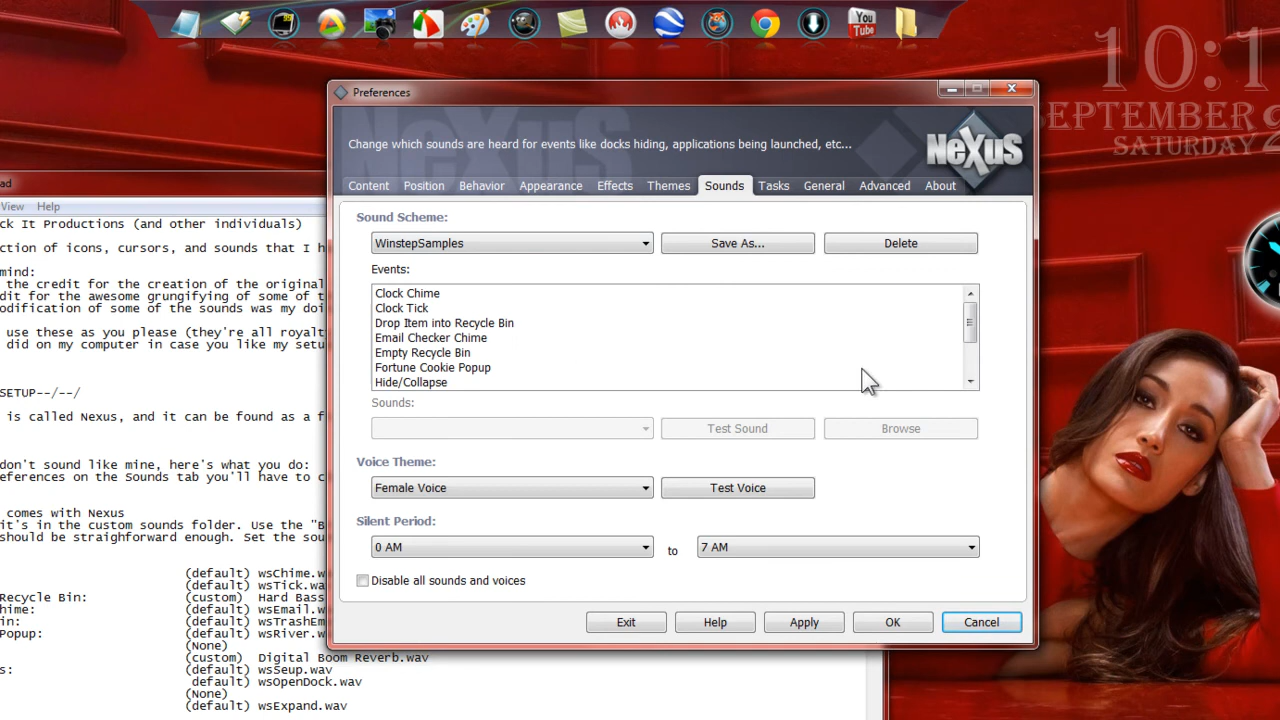 You
Tube
10:1
SEPTEMBER
SATURDAY
Preferences
Change which sounds are heard for events like docks hiding, applications being launched, etc...
NeXuS
Content Position Behavior Appearance Effects Themes Sounds Tasks General Advanced About
Sound Scheme:
WinstepSamples Save As... Delete
Events:
Clock Chime
Clock Tick
Drop Item into Recycle Bin
Email Checker Chime
Empty Recycle Bin
Fortune Cookie Popup
Hide/Collapse
Sounds:
Test Sound Browse
Voice Theme:
Female Voice Test Voice
Silent Period:
0 AM to 7 AM
Disable all sounds and voices
Exit Help Apply OK Cancel
ad
View Help
ck It Productions (and other individuals)
ction of icons, cursors, and sounds that I h
mind:
the credit for the creation of the original
dit for the awesome grungifying of some of t
odification of some of the sounds was my doi
use these as you please (they're all royalt
did on my computer in case you like my setu
SETUP--/--/
is called Nexus, and it can be found as a f
don't sound like mine, here's what you do:
eferences on the Sounds tab you'll have to c
comes with Nexus
it's in the custom sounds folder. Use the "B
should be straighforward enough. Set the sou
(default) wsChime.w
(default) wsTick.wa
Recycle Bin: (custom) Hard Bass
hime: (default) wsEmail.w
in: (default) wsTrashEm
Popup: (default) wsRiver.w
(None)
(custom) Digital Boom Reverb.wav
s: (default) wsSeup.wav
default) wsOpenDock.wav
(None)
(default) wsExpand.wav